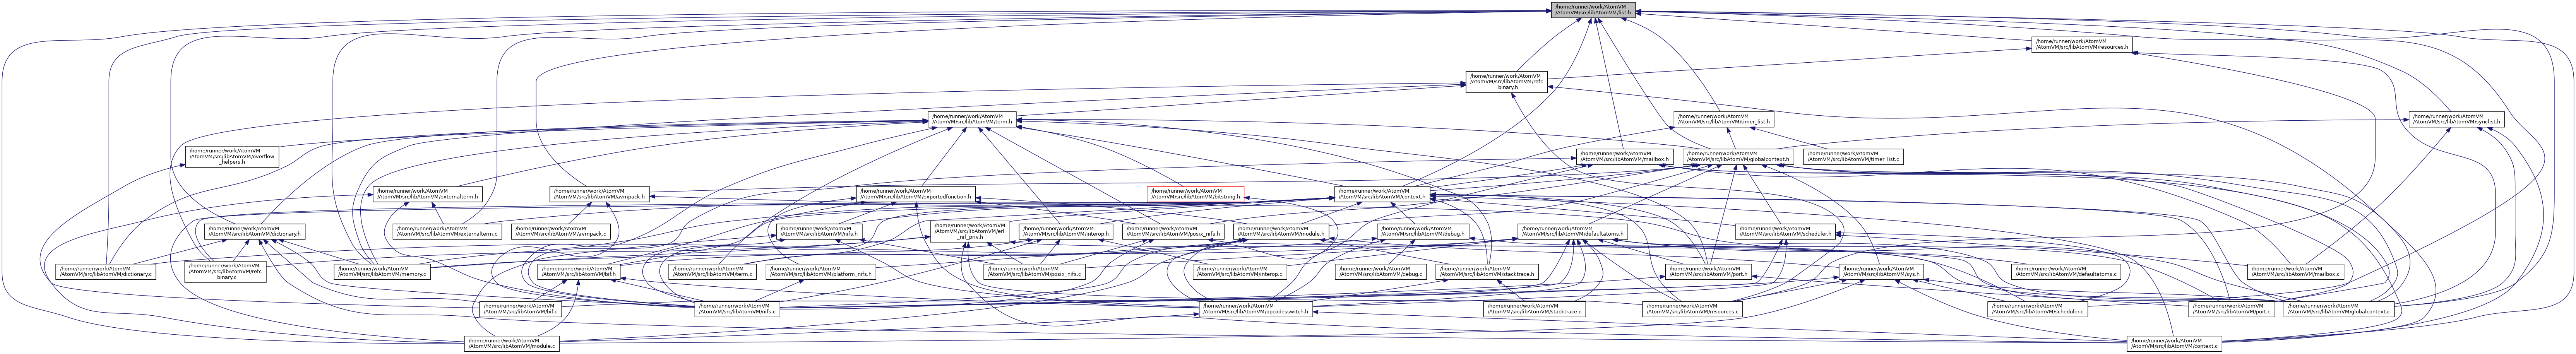 /home/runner/work/AtomVM
/AtomVM/src/libAtomVM/list.h
/home/runner/work/AtomVM
/AtomVM/src/libAtomVM/resources.h
/home/runner/work/AtomVM
/AtomVM/src/libAtomVM/refc
_binary.h
/home/runner/work/AtomVM
/AtomVM/src/libAtomVM/term.h
/home/runner/work/AtomVM
/AtomVM/src/libAtomVM/timer_list.h
/home/runner/work/AtomVM
/AtomVM/src/libAtomVM/synclist.h
/home/runner/work/AtomVM
/AtomVM/src/libAtomVM/overflow
_helpers.h
/home/runner/work/AtomVM
/AtomVM/src/libAtomVM/mailbox.h
/home/runner/work/AtomVM
/AtomVM/src/libAtomVM/globalcontext.h
/home/runner/work/AtomVM
/AtomVM/src/libAtomVM/timer_list.c
/home/runner/work/AtomVM
/AtomVM/src/libAtomVM/externalterm.h
/home/runner/work/AtomVM
/AtomVM/src/libAtomVM/avmpack.h
/home/runner/work/AtomVM
/AtomVM/src/libAtomVM/exportedfunction.h
/home/runner/work/AtomVM
/AtomVM/src/libAtomVM/bitstring.h
/home/runner/work/AtomVM
/AtomVM/src/libAtomVM/context.h
/home/runner/work/AtomVM
/AtomVM/src/libAtomVM/dictionary.h
/home/runner/work/AtomVM
/AtomVM/src/libAtomVM/externalterm.c
/home/runner/work/AtomVM
/AtomVM/src/libAtomVM/avmpack.c
/home/runner/work/AtomVM
/AtomVM/src/libAtomVM/nifs.h
/home/runner/work/AtomVM
/AtomVM/src/libAtomVM/erl
_nif_priv.h
/home/runner/work/AtomVM
/AtomVM/src/libAtomVM/interop.h
/home/runner/work/AtomVM
/AtomVM/src/libAtomVM/posix_nifs.h
/home/runner/work/AtomVM
/AtomVM/src/libAtomVM/module.h
/home/runner/work/AtomVM
/AtomVM/src/libAtomVM/debug.h
/home/runner/work/AtomVM
/AtomVM/src/libAtomVM/defaultatoms.h
/home/runner/work/AtomVM
/AtomVM/src/libAtomVM/scheduler.h
/home/runner/work/AtomVM
/AtomVM/src/libAtomVM/dictionary.c
/home/runner/work/AtomVM
/AtomVM/src/libAtomVM/refc
_binary.c
/home/runner/work/AtomVM
/AtomVM/src/libAtomVM/memory.c
/home/runner/work/AtomVM
/AtomVM/src/libAtomVM/bif.h
/home/runner/work/AtomVM
/AtomVM/src/libAtomVM/term.c
/home/runner/work/AtomVM
/AtomVM/src/libAtomVM/platform_nifs.h
/home/runner/work/AtomVM
/AtomVM/src/libAtomVM/posix_nifs.c
/home/runner/work/AtomVM
/AtomVM/src/libAtomVM/interop.c
/home/runner/work/AtomVM
/AtomVM/src/libAtomVM/debug.c
/home/runner/work/AtomVM
/AtomVM/src/libAtomVM/stacktrace.h
/home/runner/work/AtomVM
/AtomVM/src/libAtomVM/port.h
/home/runner/work/AtomVM
/AtomVM/src/libAtomVM/sys.h
/home/runner/work/AtomVM
/AtomVM/src/libAtomVM/defaultatoms.c
/home/runner/work/AtomVM
/AtomVM/src/libAtomVM/mailbox.c
/home/runner/work/AtomVM
/AtomVM/src/libAtomVM/bif.c
/home/runner/work/AtomVM
/AtomVM/src/libAtomVM/nifs.c
/home/runner/work/AtomVM
/AtomVM/src/libAtomVM/opcodesswitch.h
/home/runner/work/AtomVM
/AtomVM/src/libAtomVM/stacktrace.c
/home/runner/work/AtomVM
/AtomVM/src/libAtomVM/resources.c
/home/runner/work/AtomVM
/AtomVM/src/libAtomVM/scheduler.c
/home/runner/work/AtomVM
/AtomVM/src/libAtomVM/port.c
/home/runner/work/AtomVM
/AtomVM/src/libAtomVM/globalcontext.c
/home/runner/work/AtomVM
/AtomVM/src/libAtomVM/module.c
/home/runner/work/AtomVM
/AtomVM/src/libAtomVM/context.c